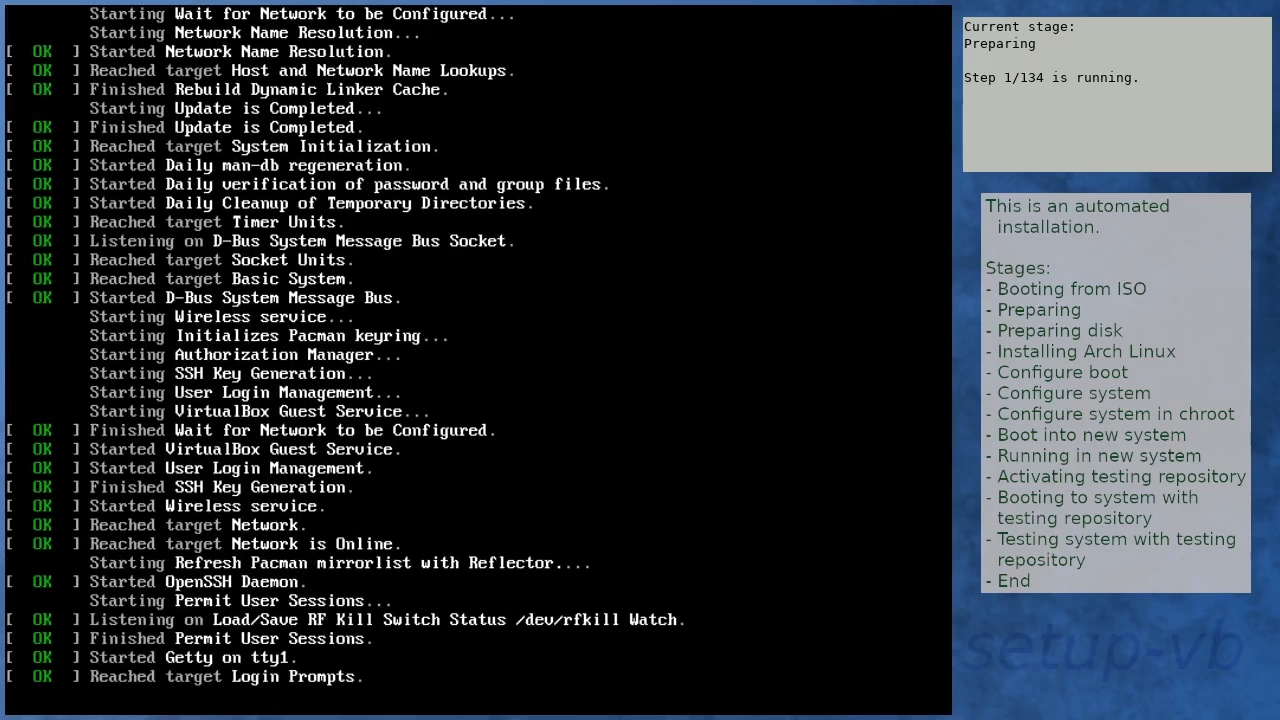 Starting Wait for Network to be Configured...
Starting Network Name Resolution...
[  OK  ] Started Network Name Resolution.
[  OK  ] Reached target Host and Network Name Lookups.
[  OK  ] Finished Rebuild Dynamic Linker Cache.
Starting Update is Completed...
[  OK  ] Finished Update is Completed.
[  OK  ] Reached target System Initialization.
[  OK  ] Started Daily man-db regeneration.
[  OK  ] Started Daily verification of password and group files.
[  OK  ] Started Daily Cleanup of Temporary Directories.
[  OK  ] Reached target Timer Units.
[  OK  ] Listening on D-Bus System Message Bus Socket.
[  OK  ] Reached target Socket Units.
[  OK  ] Reached target Basic System.
[  OK  ] Started D-Bus System Message Bus.
Starting Wireless service...
Starting Initializes Pacman keyring...
Starting Authorization Manager...
Starting SSH Key Generation...
Starting User Login Management...
Starting VirtualBox Guest Service...
[  OK  ] Finished Wait for Network to be Configured.
[  OK  ] Started VirtualBox Guest Service.
[  OK  ] Started User Login Management.
[  OK  ] Finished SSH Key Generation.
[  OK  ] Started Wireless service.
[  OK  ] Reached target Network.
[  OK  ] Reached target Network is Online.
Starting Refresh Pacman mirrorlist with Reflector....
[  OK  ] Started OpenSSH Daemon.
Starting Permit User Sessions...
[  OK  ] Listening on Load/Save RF Kill Switch Status /dev/rfkill Watch.
[  OK  ] Finished Permit User Sessions.
[  OK  ] Started Getty on tty1.
[  OK  ] Reached target Login Prompts.
Current stage:
Preparing
Step 1/134 is running.
This is an automated
installation.
Stages:
- Booting from ISO
- Preparing
- Preparing disk
- Installing Arch Linux
- Configure boot
- Configure system
- Configure system in chroot
- Boot into new system
- Running in new system
- Activating testing repository
- Booting to system with
testing repository
- Testing system with testing
repository
- End
-setup-vb